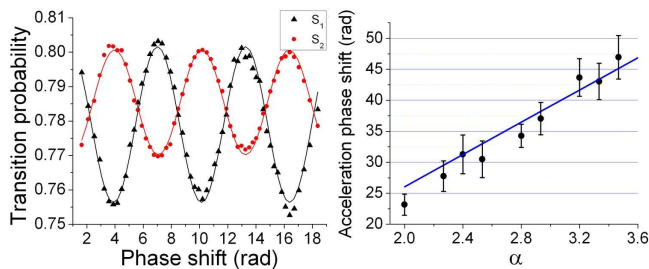 S1
S2
Transition probability
0.80
0.79
0.78
0.77
0.76
0.75
2 4 6 8 10 12 14 16 18
Phase shift (rad)
Acceleration phase shift (rad)
50
45
40
35
30
25
20
2.0 2.4 2.8 3.2 3.6
α